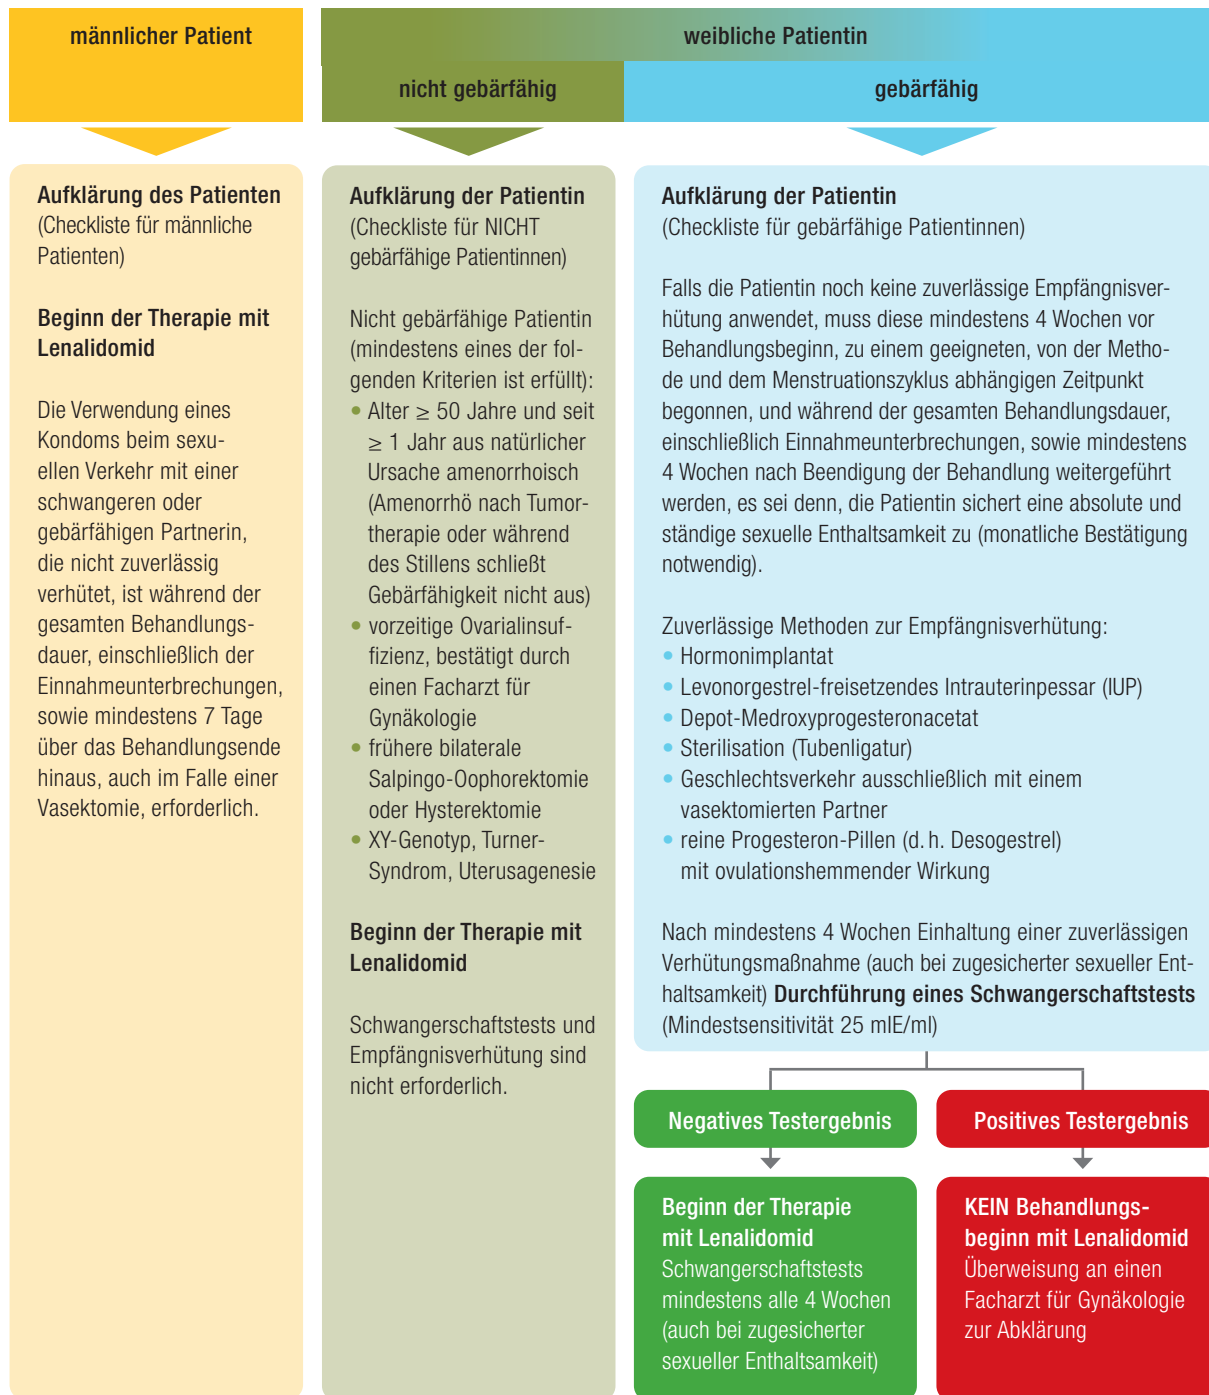 männlicher Patient
weibliche Patientin
nicht gebärfähig
gebärfähig
Aufklärung des Patienten
(Checkliste für männliche
Patienten)
Beginn der Therapie mit
Lenalidomid
Die Verwendung eines
Kondoms beim sexu-
ellen Verkehr mit einer
schwangeren oder
gebärfähigen Partnerin,
die nicht zuverlässig
verhütet, ist während der
gesamten Behandlungs-
dauer, einschließlich der
Einnahmeunterbrechungen,
sowie mindestens 7 Tage
über das Behandlungsende
hinaus, auch im Falle einer
Vasektomie, erforderlich.
Aufklärung der Patientin
(Checkliste für NICHT
gebärfähige Patientinnen)
Nicht gebärfähige Patientin
(mindestens eines der fol-
genden Kriterien ist erfüllt):
• Alter ≥ 50 Jahre und seit
≥ 1 Jahr aus natürlicher
Ursache amenorrhoisch
(Amenorrhö nach Tumor-
therapie oder während
des Stillens schließt
Gebärfähigkeit nicht aus)
• vorzeitige Ovarialinsuf-
fizienz, bestätigt durch
einen Facharzt für
Gynäkologie
• frühere bilaterale
Salpingo-Oophorektomie
oder Hysterektomie
• XY-Genotyp, Turner-
Syndrom, Uterusagenesie
Beginn der Therapie mit
Lenalidomid
Schwangerschaftstests und
Empfängnisverhütung sind
nicht erforderlich.
Aufklärung der Patientin
(Checkliste für gebärfähige Patientinnen)
Falls die Patientin noch keine zuverlässige Empfängnisver-
hütung anwendet, muss diese mindestens 4 Wochen vor
Behandlungsbeginn, zu einem geeigneten, von der Metho-
de und dem Menstruationszyklus abhängigen Zeitpunkt
begonnen, und während der gesamten Behandlungsdauer,
einschließlich Einnahmeunterbrechungen, sowie mindestens
4 Wochen nach Beendigung der Behandlung weitergeführt
werden, es sei denn, die Patientin sichert eine absolute und
ständige sexuelle Enthaltsamkeit zu (monatliche Bestätigung
notwendig).
Zuverlässige Methoden zur Empfängnisverhütung:
• Hormonimplantat
• Levonorgestrel-freisetzendes Intrauterinpessar (IUP)
• Depot-Medroxyprogesteronacetat
• Sterilisation (Tubenligatur)
• Geschlechtsverkehr ausschließlich mit einem
vasektomierten Partner
• reine Progesteron-Pillen (d. h. Desogestrel)
mit ovulationshemmender Wirkung
Nach mindestens 4 Wochen Einhaltung einer zuverlässigen
Verhütungsmaßnahme (auch bei zugesicherter sexueller Ent-
haltsamkeit) Durchführung eines Schwangerschaftstests
(Mindestsensitivität 25 mIE/ml)
Negatives Testergebnis
Beginn der Therapie
mit Lenalidomid
Schwangerschaftstests
mindestens alle 4 Wochen
(auch bei zugesicherter
sexueller Enthaltsamkeit)
Positives Testergebnis
KEIN Behandlungs-
beginn mit Lenalidomid
Überweisung an einen
Facharzt für Gynäkologie
zur Abklärung